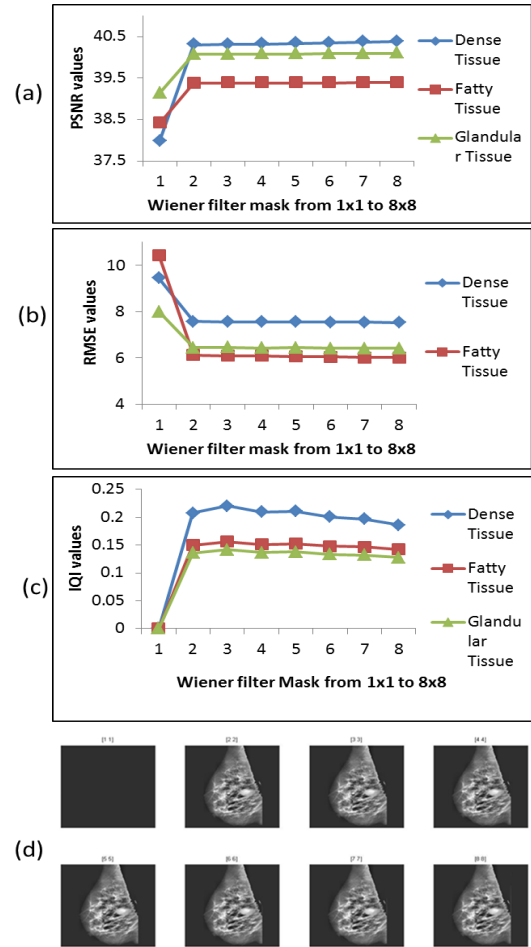 (a)
PSNR values
40.5
39.5
38.5
37.5
1 2 3 4 5 6 7 8
Wiener filter mask from 1x1 to 8x8
Dense
Tissue
Fatty
Tissue
Glandula
r Tissue
(b)
RMSE values
10
8
6
4
1 2 3 4 5 6 7 8
Wiener filter mask from 1x1 to 8x8
Dense
Tissue
Fatty
Tissue
(c)
IQI values
0.25
0.2
0.15
0.1
0.05
0
1 2 3 4 5 6 7 8
Wiener filter Mask from 1x1 to 8x8
Dense
Tissue
Fatty
Tissue
Glandu
lar Tissue
(d)
[1 1] [2 2] [3 3] [4 4]
[5 5] [6 6] [7 7] [8 8]